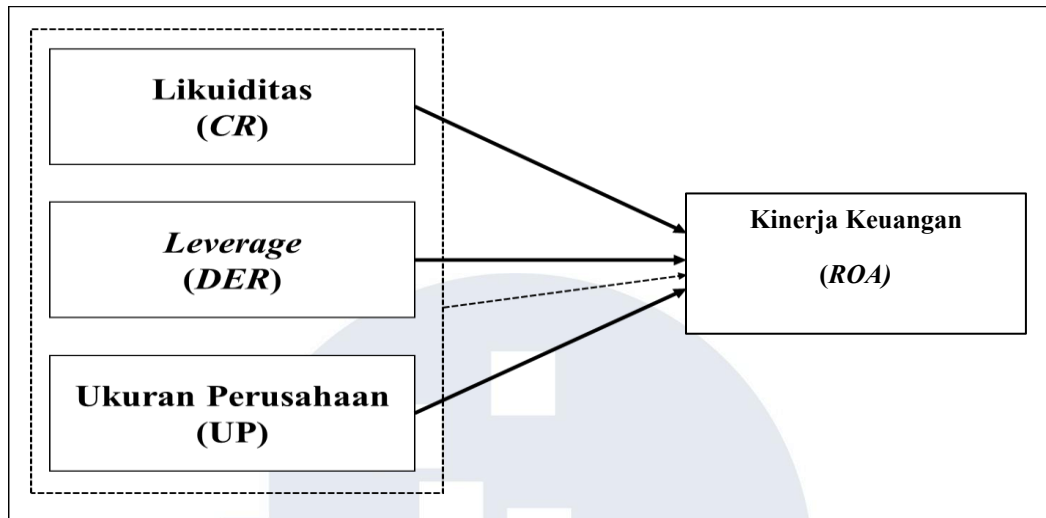 Likuiditas
(CR)
Leverage
(DER)
Ukuran Perusahaan
(UP)
Kinerja Keuangan
(ROA)